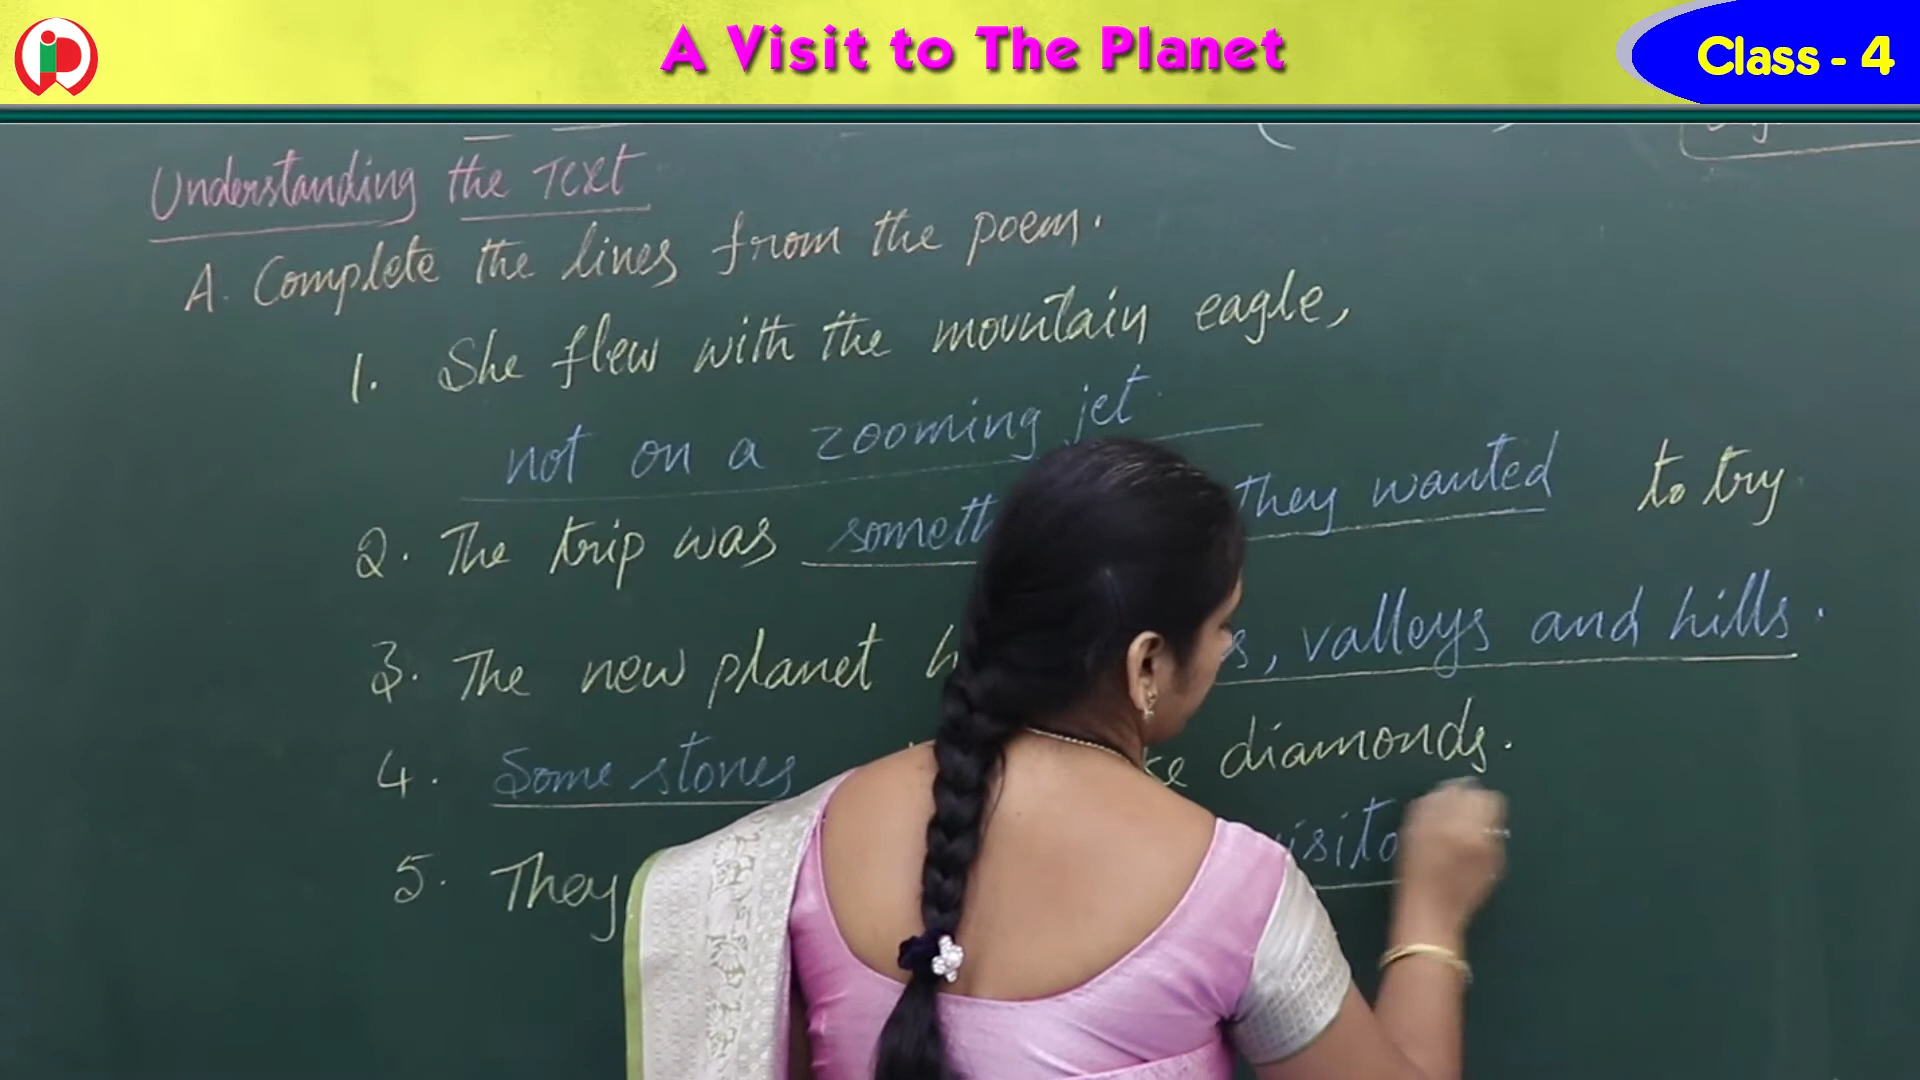 A Visit to The Planet
Class - 4
Understanding the Text
A. Complete the lines from the poem.
1. She flew with the mountain eagle,
not on a zooming jet.
2. The trip was they wanted to try
3. The new planet valleys and hills.
4. Some stones diamonds.
5. They